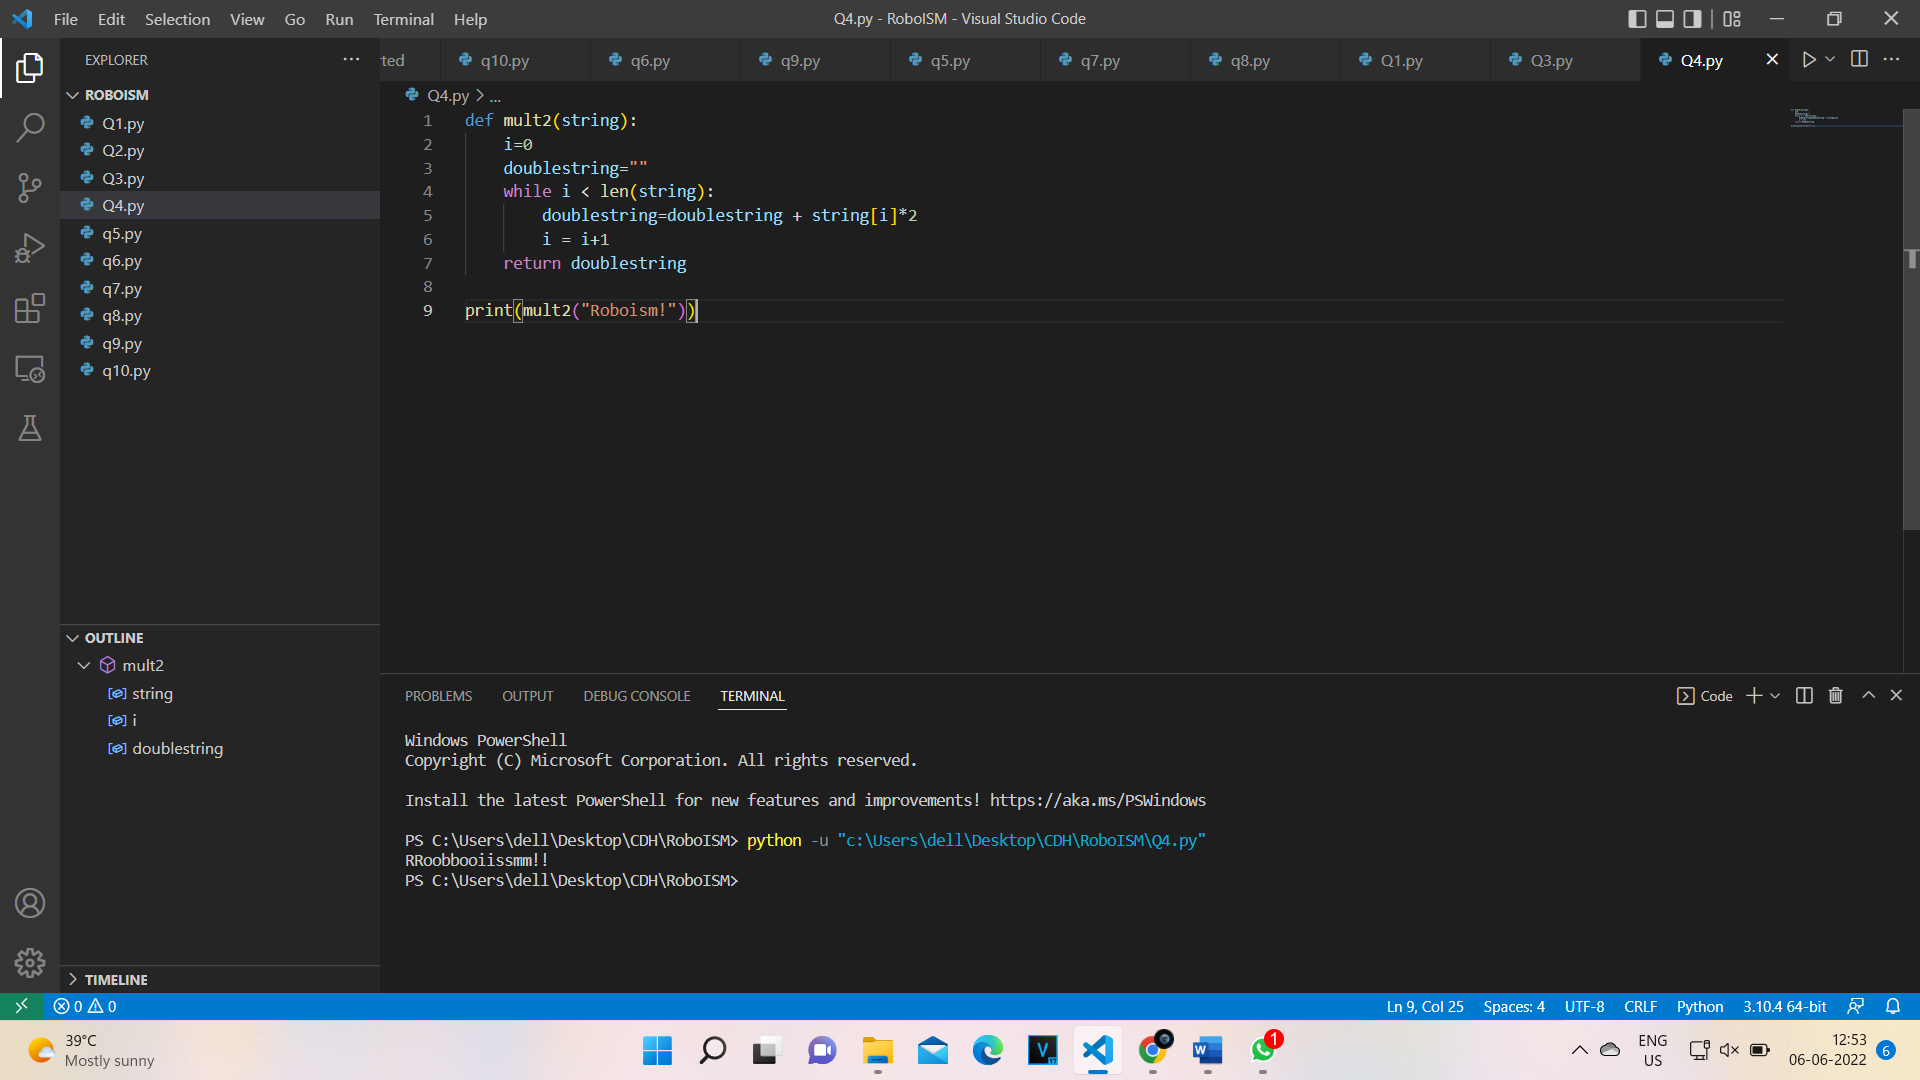 File Edit Selection View Go Run Terminal Help
Q4.py - RoboISM - Visual Studio Code
EXPLORER
rted q10.py q6.py q9.py q5.py q7.py q8.py Q1.py Q3.py Q4.py
ROBOISM
Q1.py
Q2.py
Q3.py
Q4.py
q5.py
q6.py
q7.py
q8.py
q9.py
q10.py
Q4.py > ...
1 def mult2(string):
2 i=0
3 doublestring=""
4 while i < len(string):
5 doublestring=doublestring + string[i]*2
6 i = i+1
7 return doublestring
8
9 print(mult2("Roboism!"))
OUTLINE
mult2
string
i
doublestring
TIMELINE
PROBLEMS OUTPUT DEBUG CONSOLE TERMINAL
Code
Windows PowerShell
Copyright (C) Microsoft Corporation. All rights reserved.
Install the latest PowerShell for new features and improvements! https://aka.ms/PSWindows
PS C:\Users\dell\Desktop\CDH\RoboISM> python -u "c:\Users\dell\Desktop\CDH\RoboISM\Q4.py"
RRoobbooiissmm!!
PS C:\Users\dell\Desktop\CDH\RoboISM>
0 0
Ln 9, Col 25 Spaces: 4 UTF-8 CRLF Python 3.10.4 64-bit
39°C
Mostly sunny
1
ENG
US
12:53
06-06-2022
6